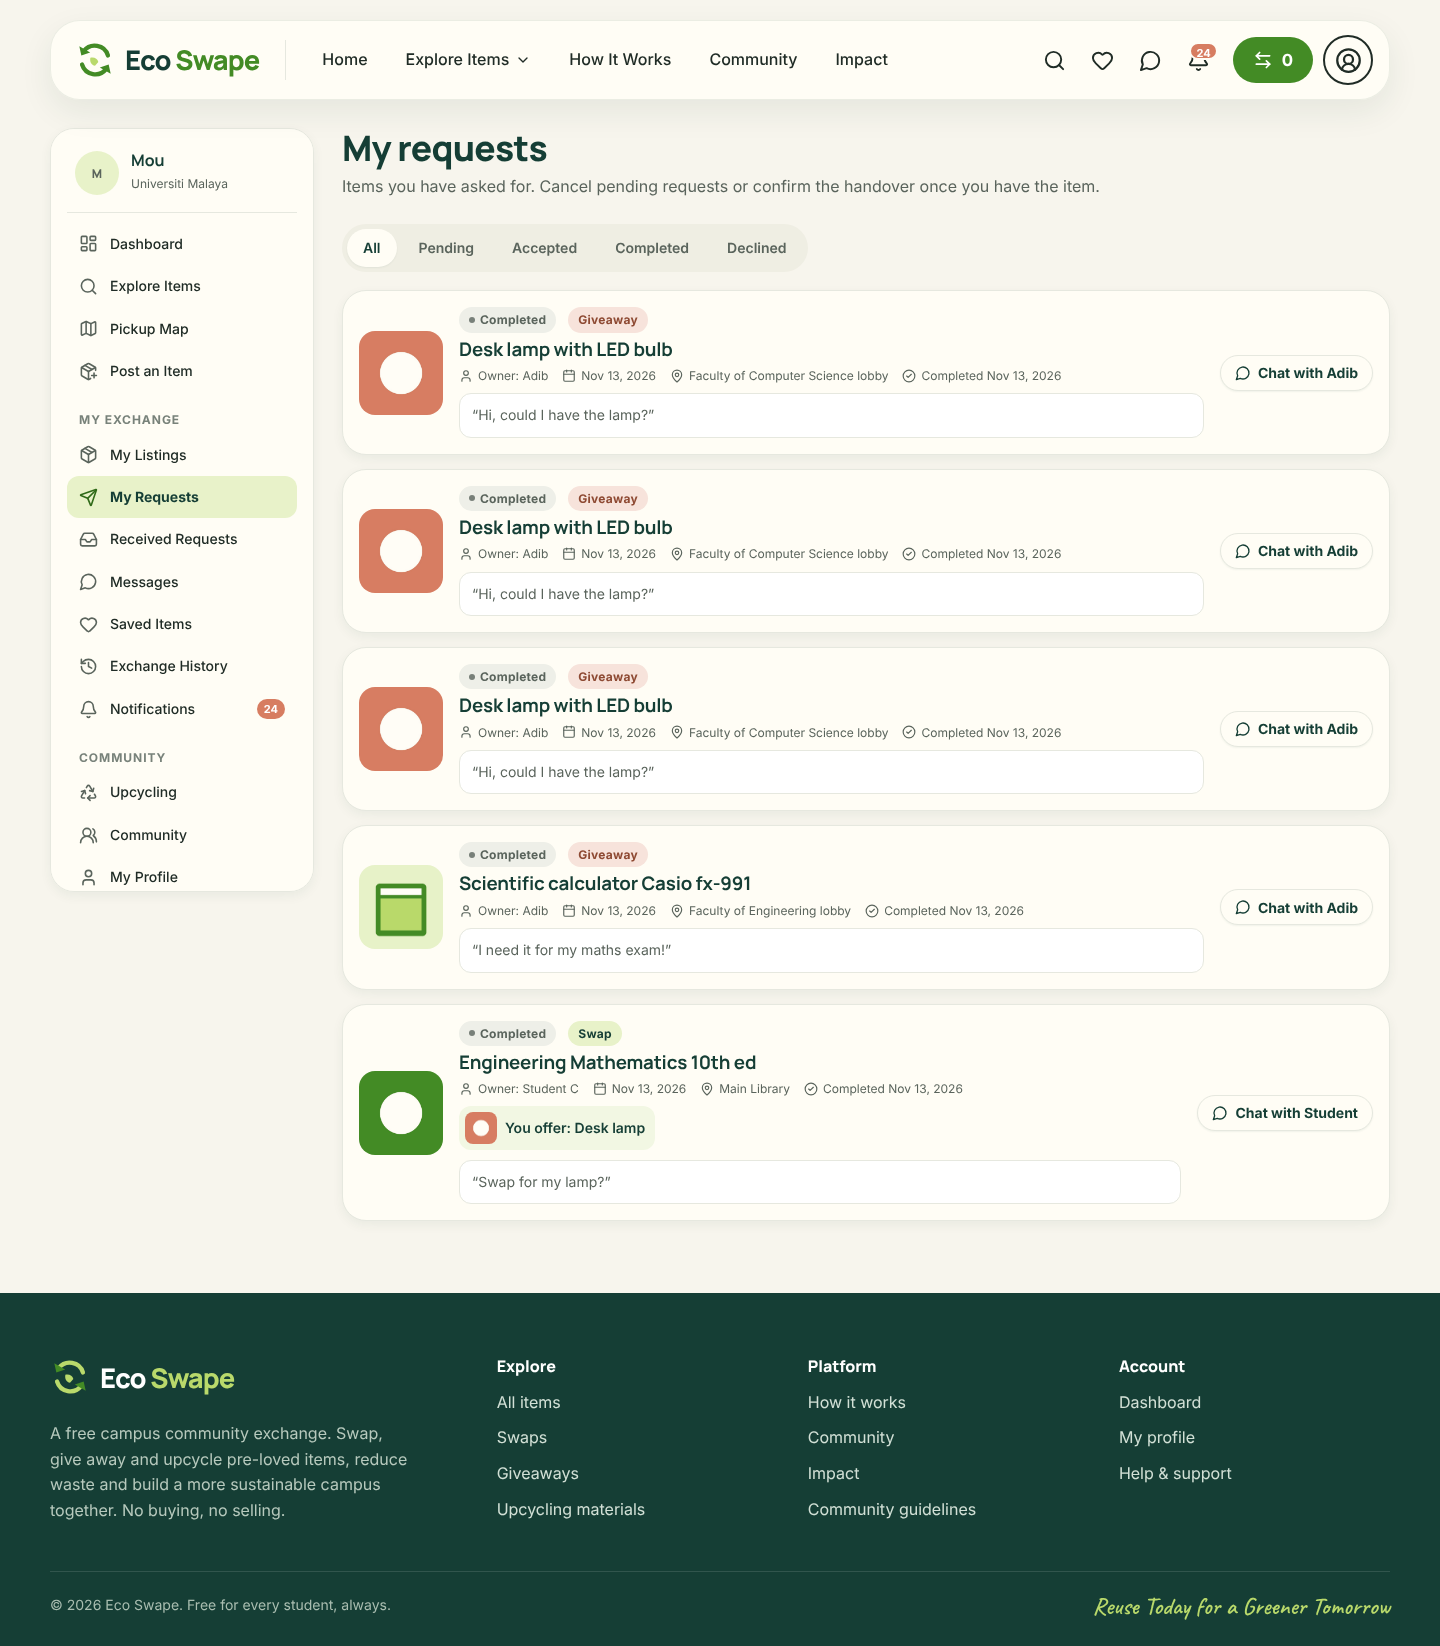 Eco Swape
Home
Explore Items
How It Works
Community
Impact
24
0
M
Mou
Universiti Malaya
Dashboard
Explore Items
Pickup Map
Post an Item
MY EXCHANGE
My Listings
My Requests
Received Requests
Messages
Saved Items
Exchange History
Notifications 24
COMMUNITY
Upcycling
Community
My Profile
My requests
Items you have asked for. Cancel pending requests or confirm the handover once you have the item.
All Pending Accepted Completed Declined
Completed Giveaway
Desk lamp with LED bulb
Owner: Adib Nov 13, 2026 Faculty of Computer Science lobby Completed Nov 13, 2026
“Hi, could I have the lamp?”
Chat with Adib
Completed Giveaway
Desk lamp with LED bulb
Owner: Adib Nov 13, 2026 Faculty of Computer Science lobby Completed Nov 13, 2026
“Hi, could I have the lamp?”
Chat with Adib
Completed Giveaway
Desk lamp with LED bulb
Owner: Adib Nov 13, 2026 Faculty of Computer Science lobby Completed Nov 13, 2026
“Hi, could I have the lamp?”
Chat with Adib
Completed Giveaway
Scientific calculator Casio fx-991
Owner: Adib Nov 13, 2026 Faculty of Engineering lobby Completed Nov 13, 2026
“I need it for my maths exam!”
Chat with Adib
Completed Swap
Engineering Mathematics 10th ed
Owner: Student C Nov 13, 2026 Main Library Completed Nov 13, 2026
You offer: Desk lamp
“Swap for my lamp?”
Chat with Student
Eco Swape
A free campus community exchange. Swap,
give away and upcycle pre-loved items, reduce
waste and build a more sustainable campus
together. No buying, no selling.
Explore
All items
Swaps
Giveaways
Upcycling materials
Platform
How it works
Community
Impact
Community guidelines
Account
Dashboard
My profile
Help & support
© 2026 Eco Swape. Free for every student, always.
Reuse Today for a Greener Tomorrow